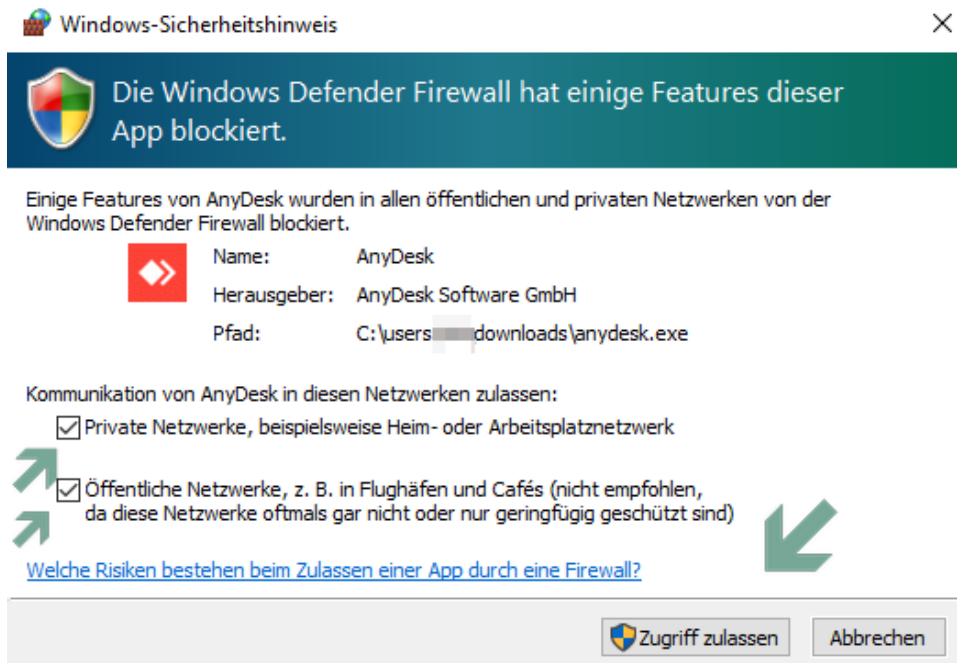 Windows-Sicherheitshinweis
Die Windows Defender Firewall hat einige Features dieser
App blockiert.
Einige Features von AnyDesk wurden in allen öffentlichen und privaten Netzwerken von der
Windows Defender Firewall blockiert.
Name: AnyDesk
Herausgeber: AnyDesk Software GmbH
Pfad: C:\users downloads\anydesk.exe
Kommunikation von AnyDesk in diesen Netzwerken zulassen:
Private Netzwerke, beispielsweise Heim- oder Arbeitsplatznetzwerk
Öffentliche Netzwerke, z. B. in Flughäfen und Cafés (nicht empfohlen,
da diese Netzwerke oftmals gar nicht oder nur geringfügig geschützt sind)
Welche Risiken bestehen beim Zulassen einer App durch eine Firewall?
Zugriff zulassen Abbrechen